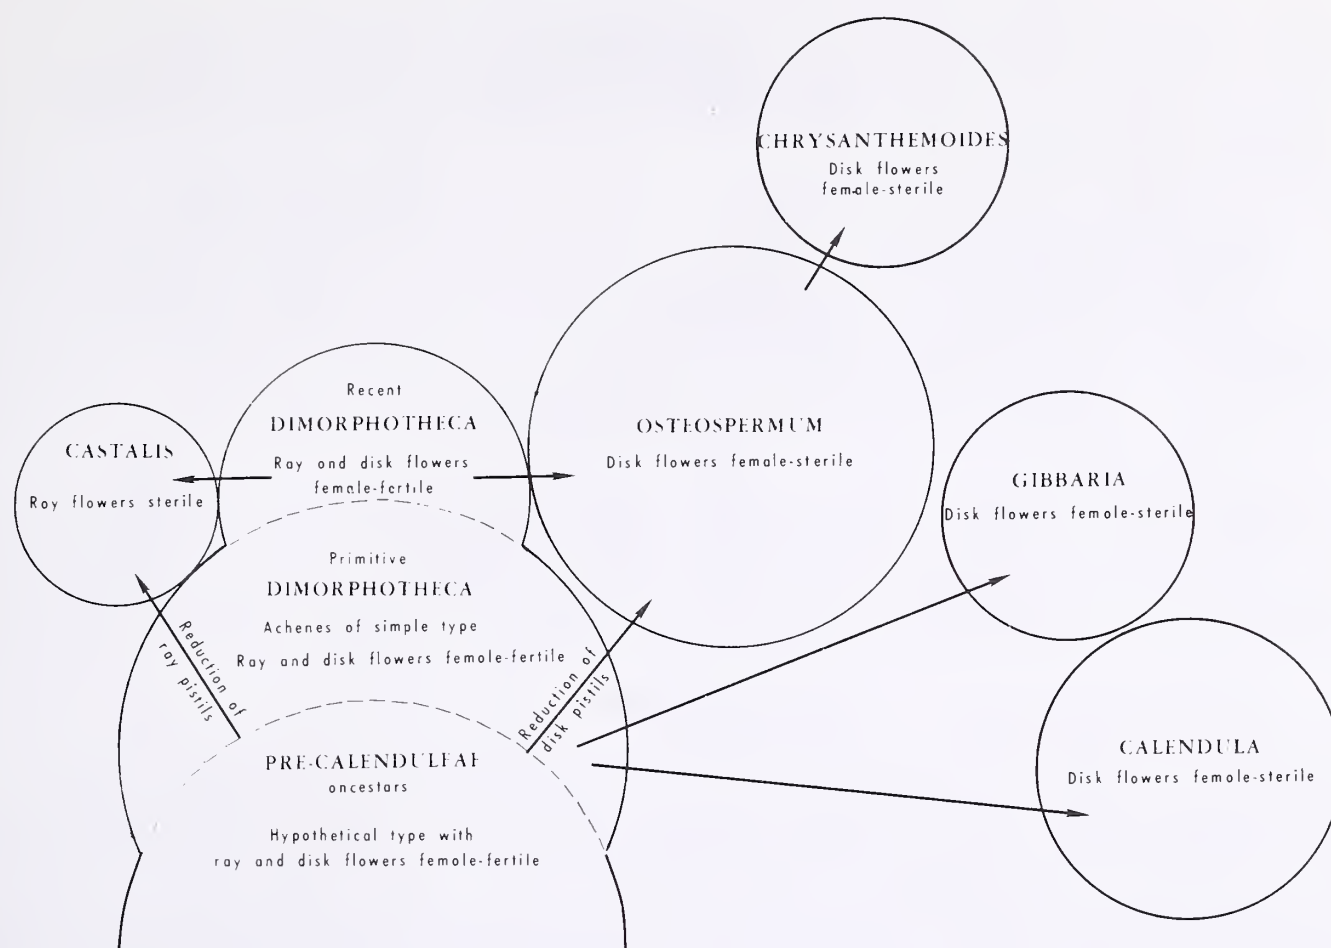 CHRYSANTHEMOIDES
Disk flowers
female-sterile
Recent
DIMORPHOTHECA
Ray and disk flowers
female-fertile
CASTALIS
Ray flowers sterile
OSTEOSPERMUM
Disk flowers female-sterile
GIBBARIA
Disk flowers female-sterile
Primitive
DIMORPHOTHECA
Achenes of simple type
Ray and disk flowers female-fertile
Reduction of
ray pistils
Reduction of
disk pistils
PRE-CALENDULEAE
ancestors
Hypothetical type with
ray and disk flowers female-fertile
CALENDULA
Disk flowers female-sterile